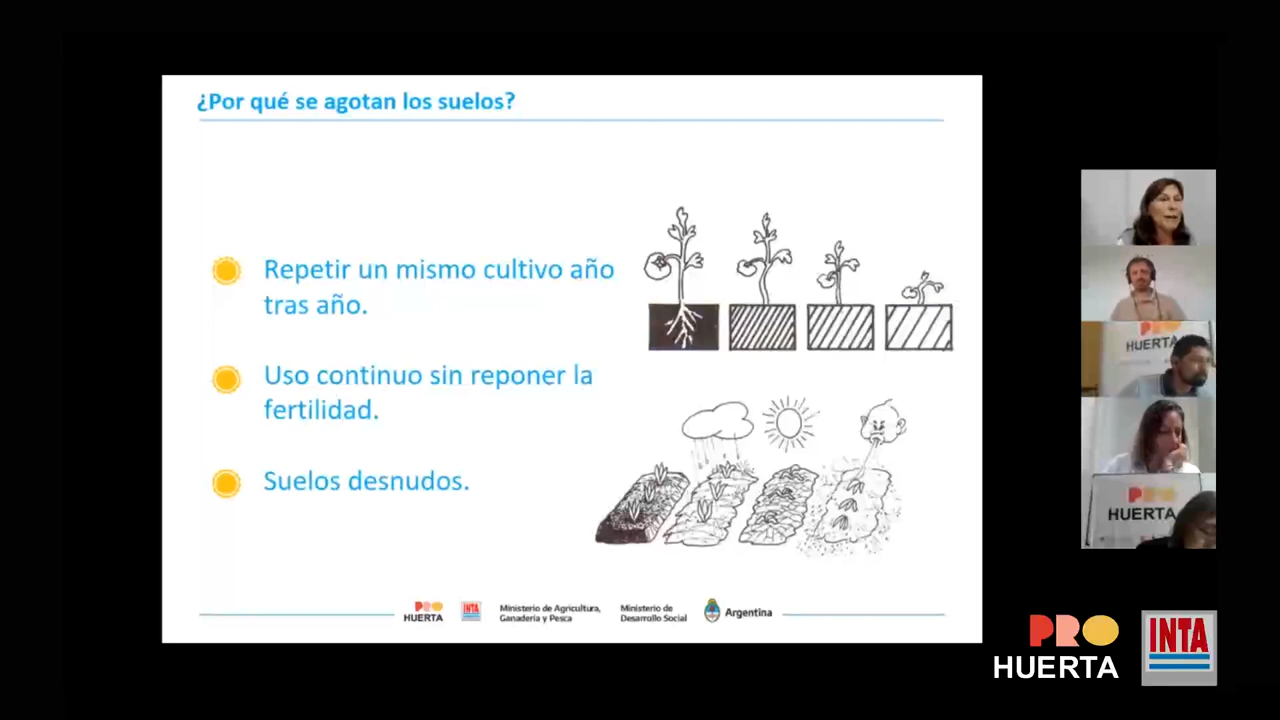 ¿Por qué se agotan los suelos?
Repetir un mismo cultivo año
tras año.
Uso continuo sin reponer la
fertilidad.
Suelos desnudos.
PRO
HUERTA
INTA
Ministerio de Agricultura,
Ganadería y Pesca
Ministerio de
Desarrollo Social
Argentina
PRO
HUERTA
PRO
HUERTA
PRO
HUERTA
INTA